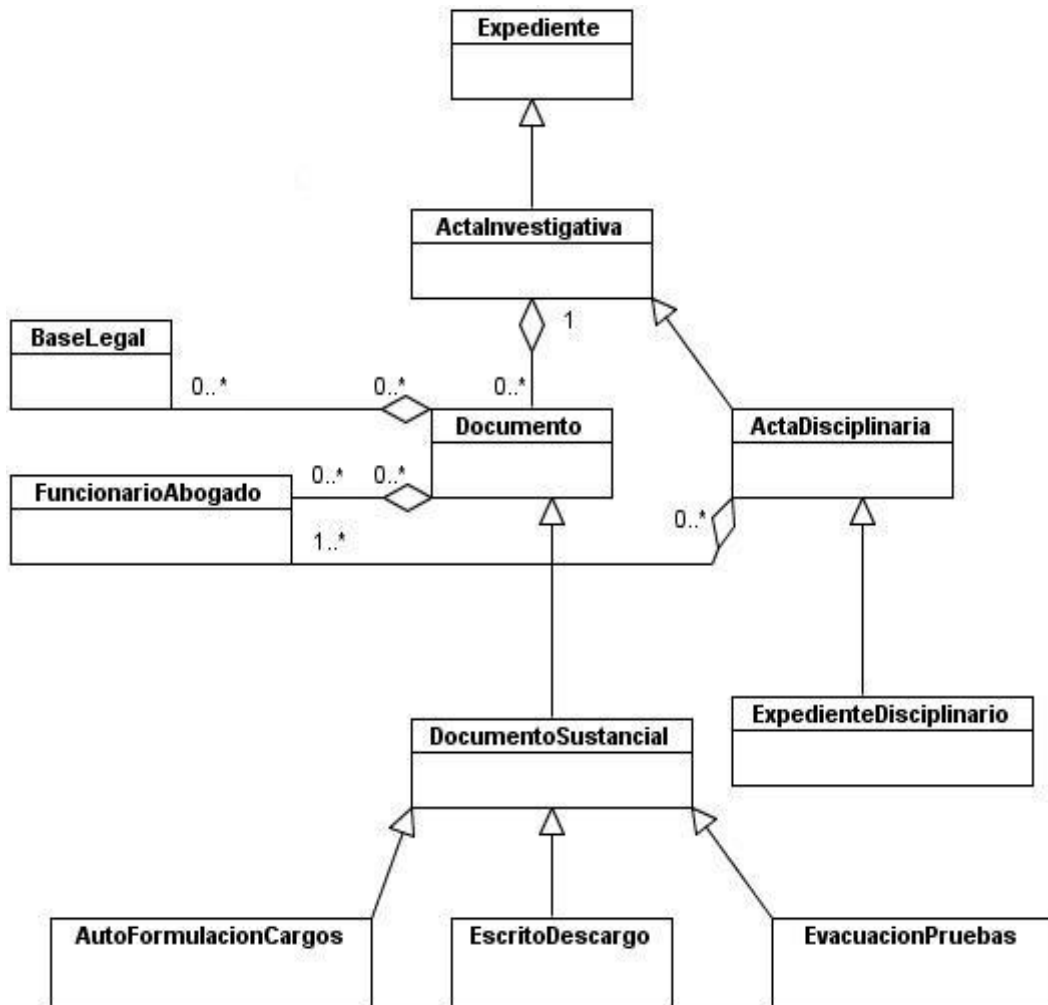 Expediente
ActaInvestigativa
1
BaseLegal
0..*
0..*
0..*
Documento
ActaDisciplinaria
FuncionarioAbogado
0..*
0..*
0..*
1..*
DocumentoSustancial
ExpedienteDisciplinario
AutoFormulacionCargos
EscritoDescargo
EvacuacionPruebas